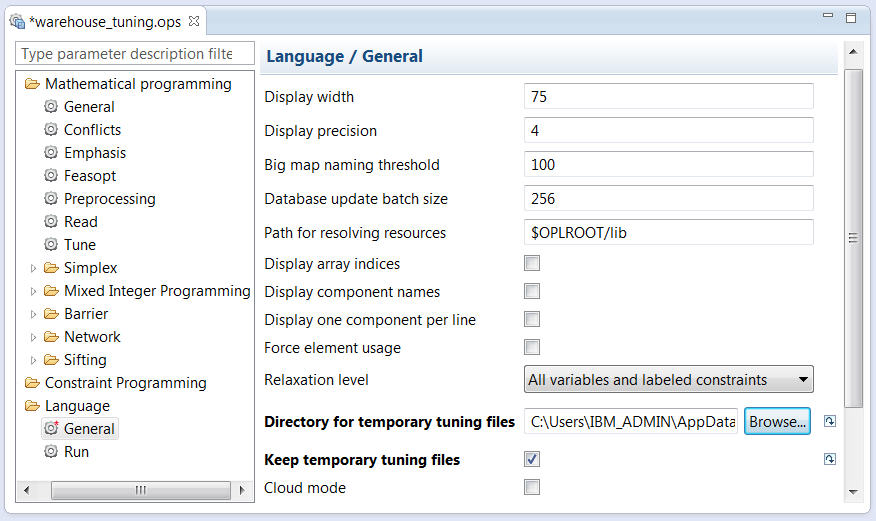 *warehouse_tuning.ops
Type parameter description filte
Mathematical programming
General
Conflicts
Emphasis
Feasopt
Preprocessing
Read
Tune
Simplex
Mixed Integer Programming
Barrier
Network
Sifting
Constraint Programming
Language
General
Run
Language / General
Display width 75
Display precision 4
Big map naming threshold 100
Database update batch size 256
Path for resolving resources $OPLROOT/lib
Display array indices
Display component names
Display one component per line
Force element usage
Relaxation level All variables and labeled constraints
Directory for temporary tuning files C:\Users\IBM_ADMIN\AppData Browse...
Keep temporary tuning files
Cloud mode